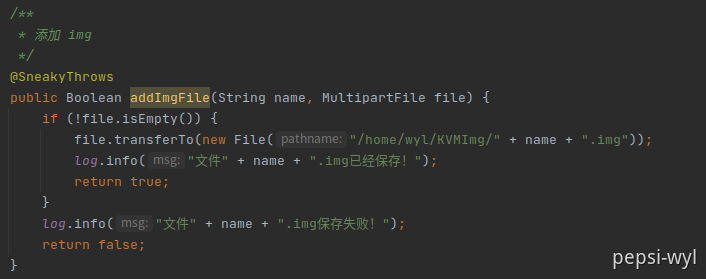 /**
 * 添加 img
 */
@SneakyThrows
public Boolean addImgFile(String name, MultipartFile file) {
    if (!file.isEmpty()) {
        file.transferTo(new File( pathname: "/home/wyl/KVMImg/" + name + ".img"));
        log.info( msg: "文件" + name + ".img已经保存！");
        return true;
    }
    log.info( msg: "文件" + name + ".img保存失败！");
    return false;
}
pepsi-wyl